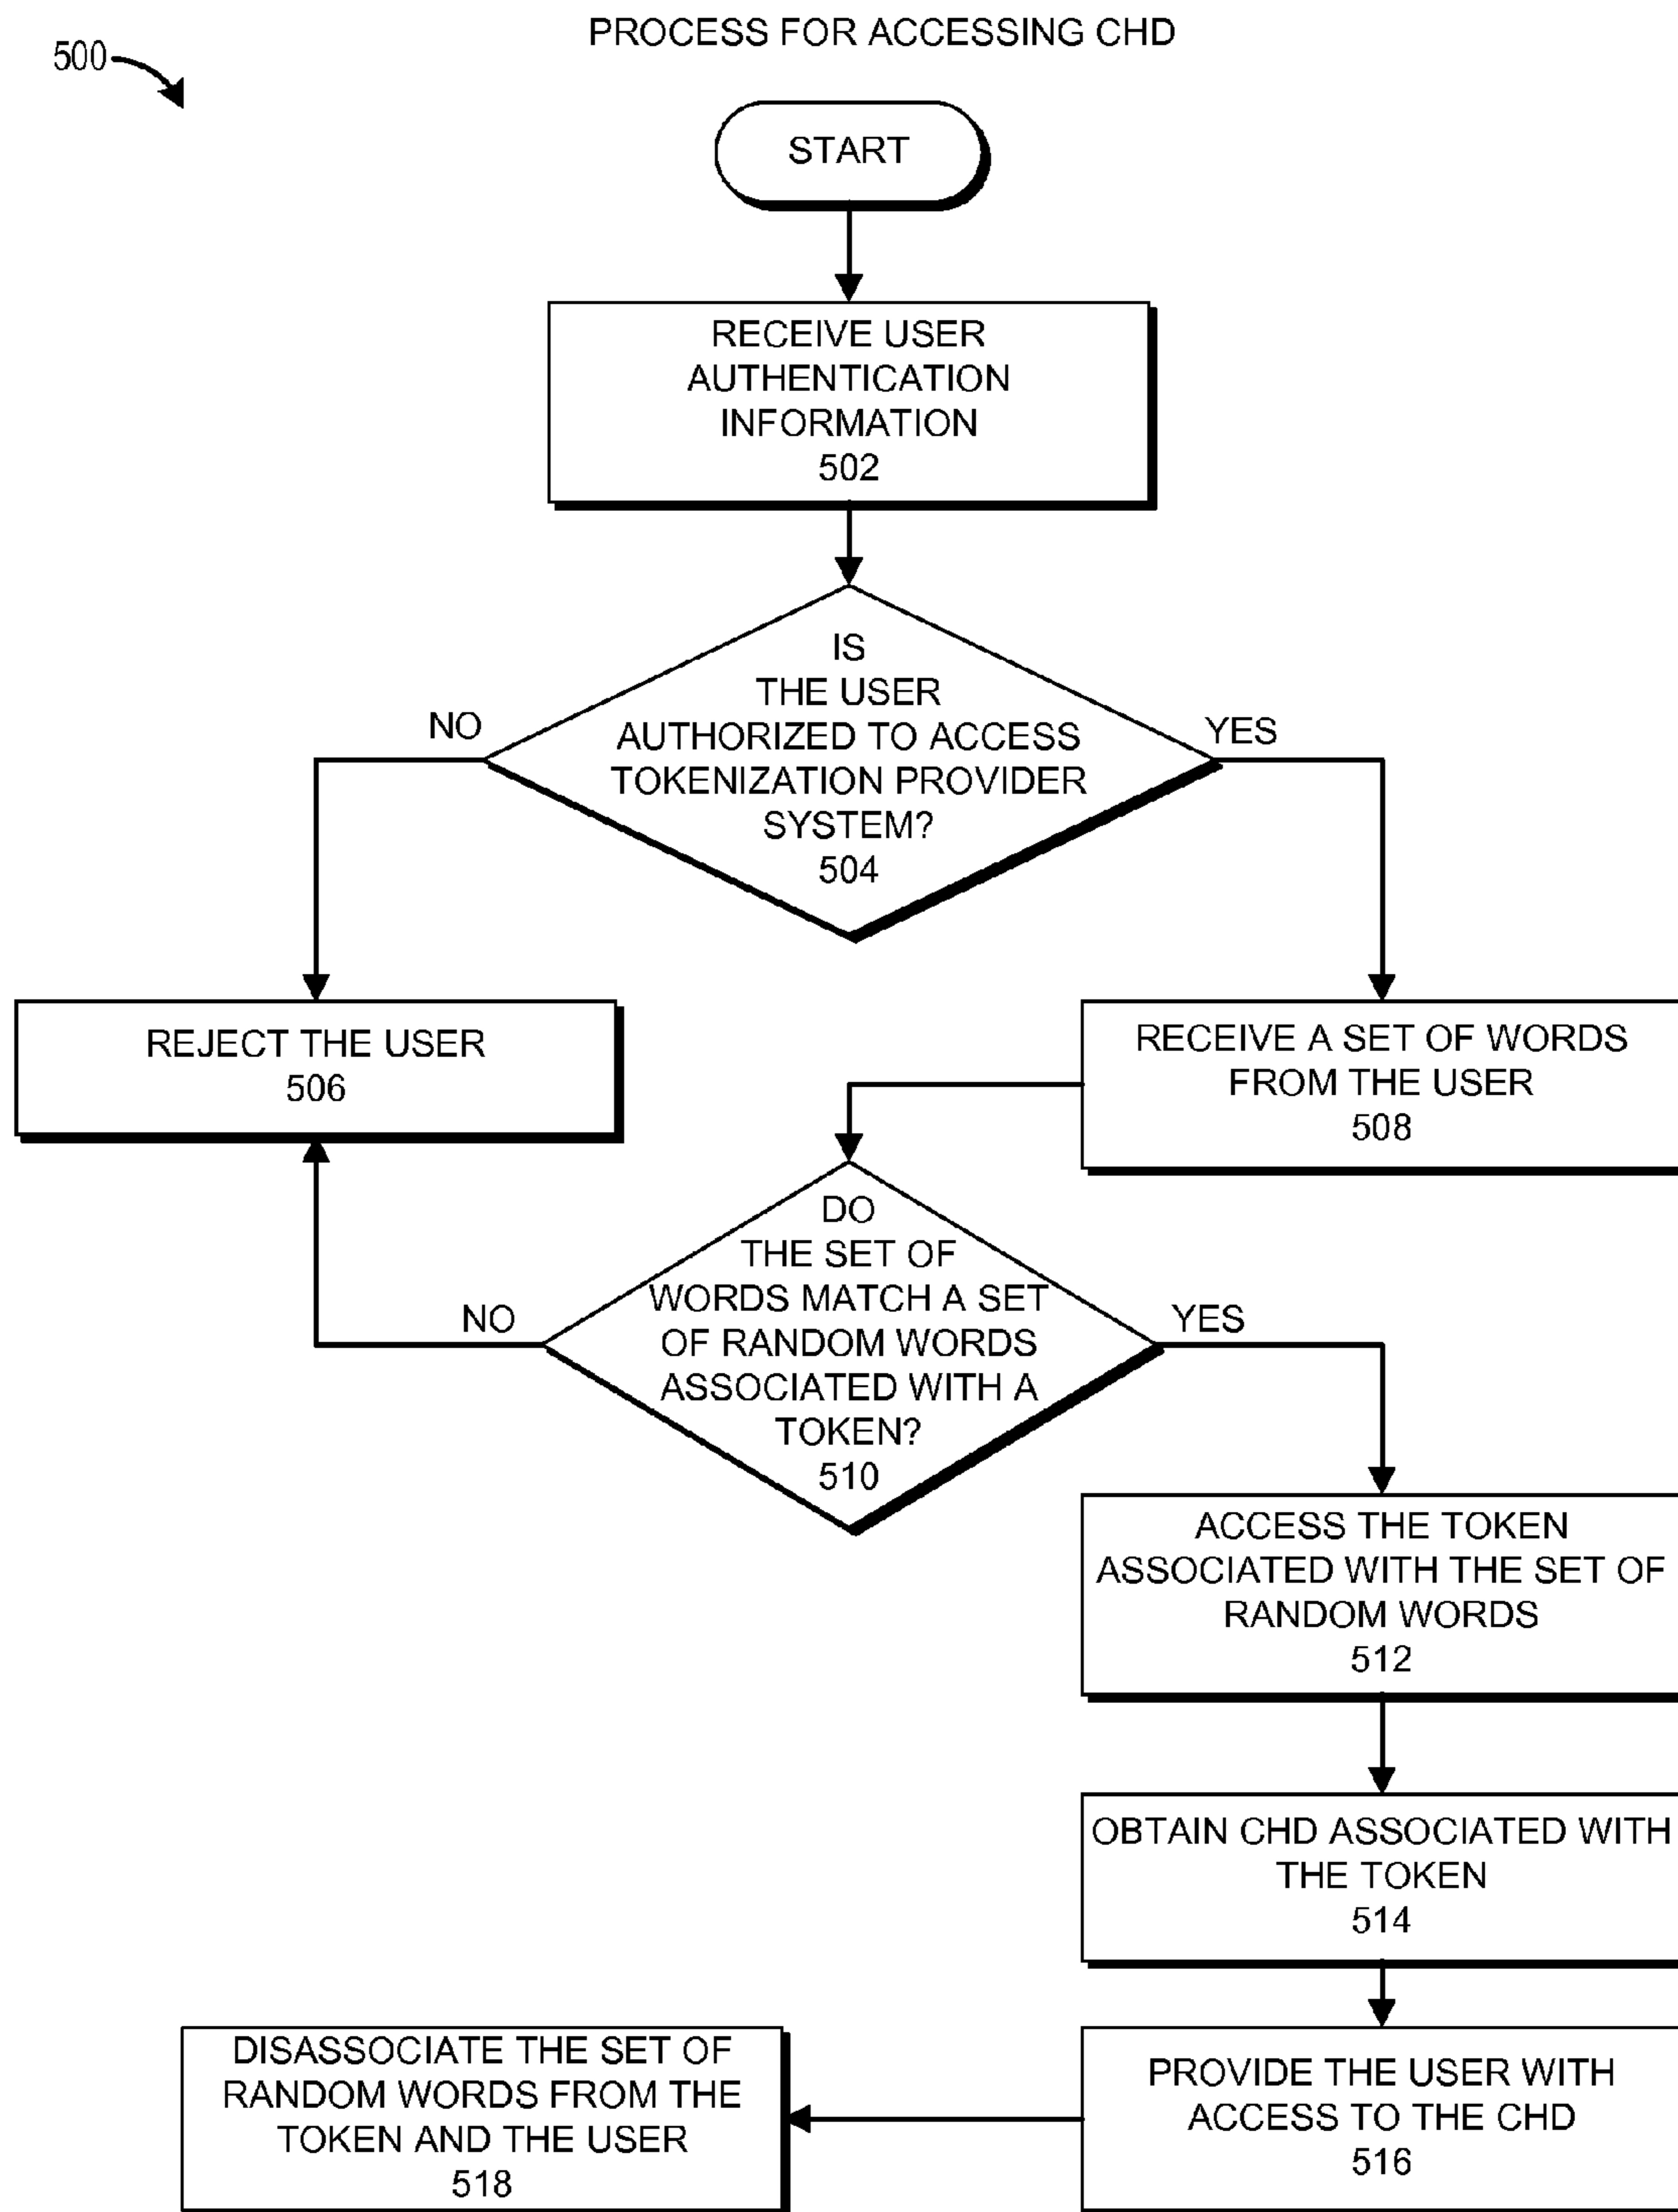 PROCESS FOR ACCESSING CHD
500
START
RECEIVE USER
AUTHENTICATION
INFORMATION
502
IS
THE USER
AUTHORIZED TO ACCESS
TOKENIZATION PROVIDER
SYSTEM?
504
NO
YES
REJECT THE USER
506
RECEIVE A SET OF WORDS
FROM THE USER
508
DO
THE SET OF
WORDS MATCH A SET
OF RANDOM WORDS
ASSOCIATED WITH A
TOKEN?
510
NO
YES
ACCESS THE TOKEN
ASSOCIATED WITH THE SET OF
RANDOM WORDS
512
OBTAIN CHD ASSOCIATED WITH
THE TOKEN
514
PROVIDE THE USER WITH
ACCESS TO THE CHD
516
DISASSOCIATE THE SET OF
RANDOM WORDS FROM THE
TOKEN AND THE USER
518